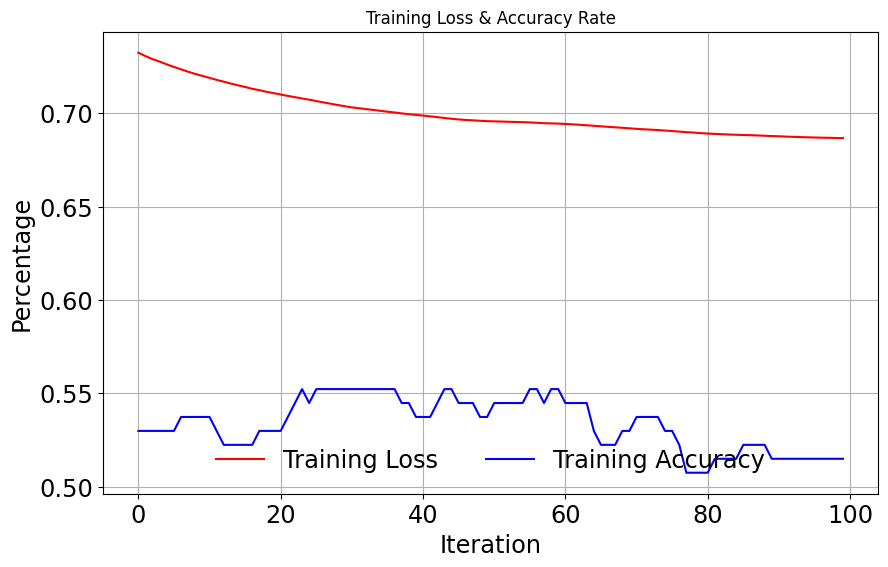 Training Loss & Accuracy Rate
Percentage
0.70
0.65
0.60
0.55
0.50
Training Loss
Training Accuracy
0
20
40
60
80
100
Iteration